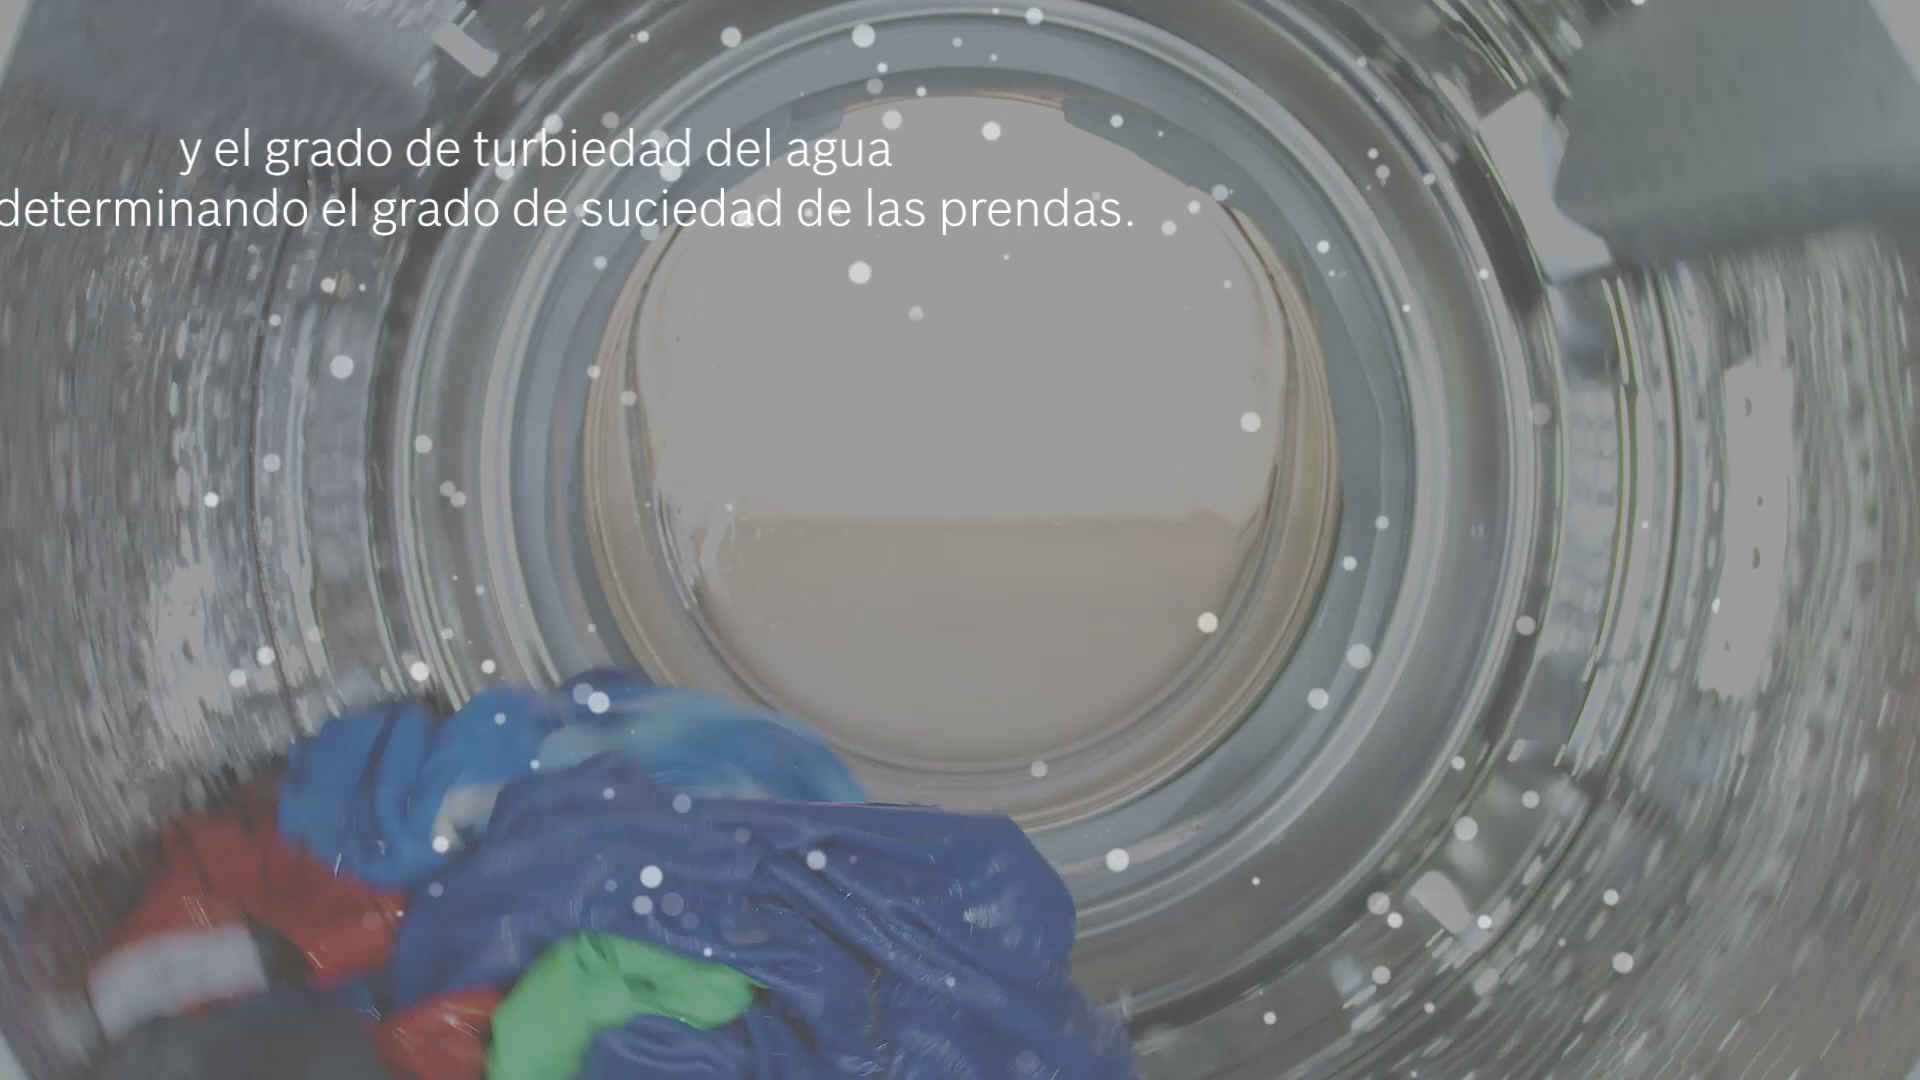 y el grado de turbiedad del agua
determinando el grado de suciedad de las prendas.